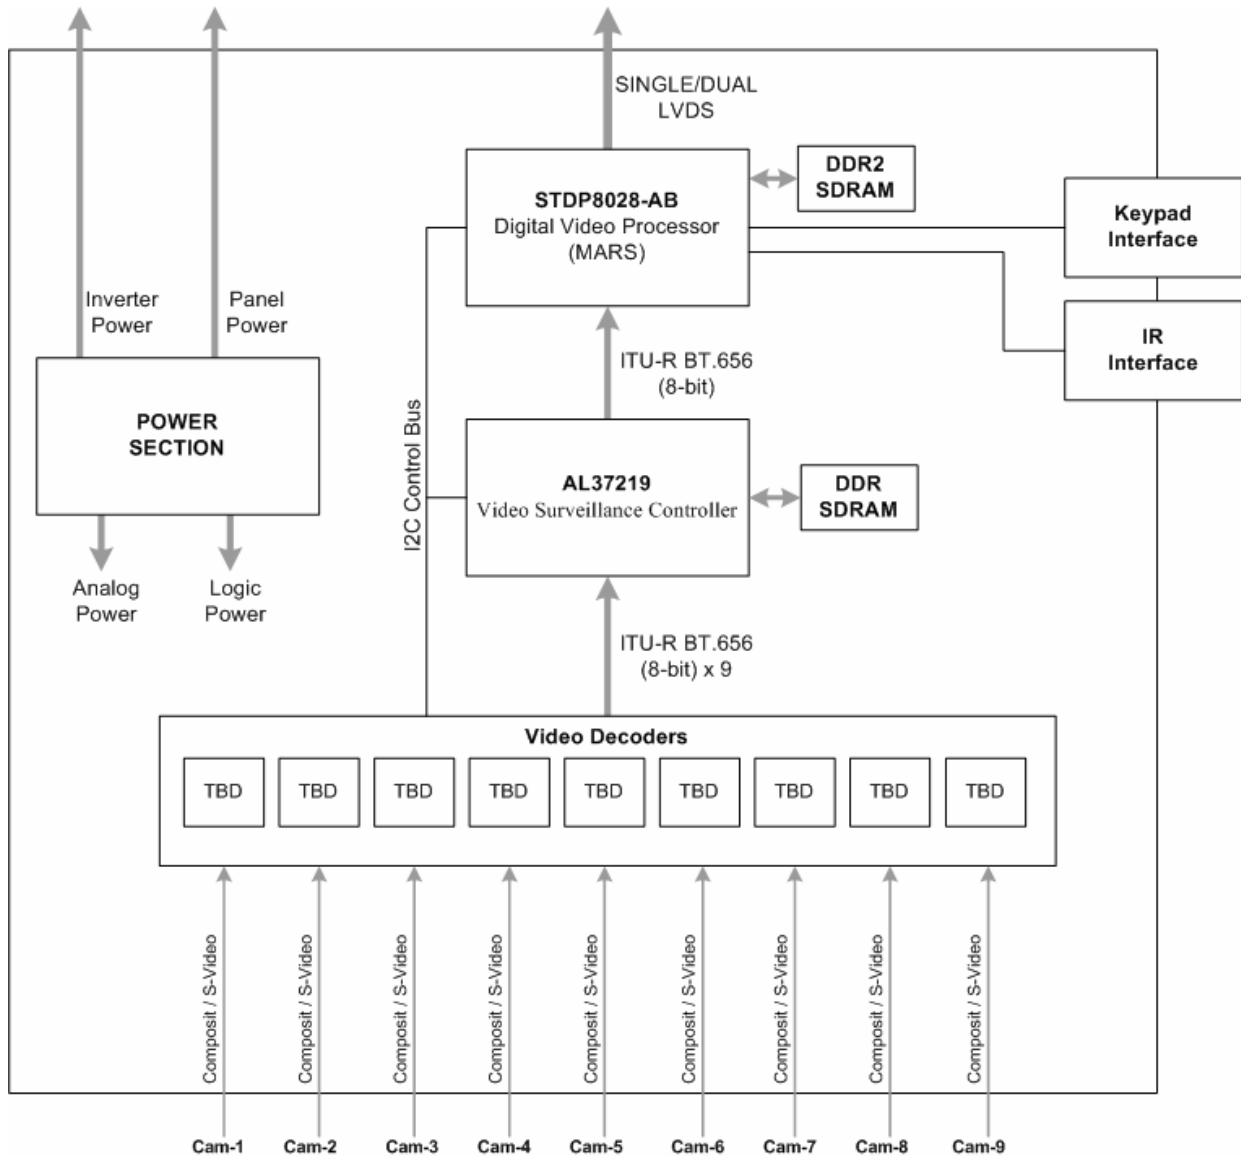 SINGLE/DUAL
LVDS
STDP8028-AB
Digital Video Processor
(MARS)
DDR2
SDRAM
Keypad
Interface
IR
Interface
Inverter
Power
Panel
Power
POWER
SECTION
Analog
Power
Logic
Power
ITU-R BT.656
(8-bit)
I2C Control Bus
AL37219
Video Surveillance Controller
DDR
SDRAM
ITU-R BT.656
(8-bit) x 9
Video Decoders
TBD
TBD
TBD
TBD
TBD
TBD
TBD
TBD
TBD
Composit / S-Video
Composit / S-Video
Composit / S-Video
Composit / S-Video
Composit / S-Video
Composit / S-Video
Composit / S-Video
Composit / S-Video
Composit / S-Video
Cam-1
Cam-2
Cam-3
Cam-4
Cam-5
Cam-6
Cam-7
Cam-8
Cam-9